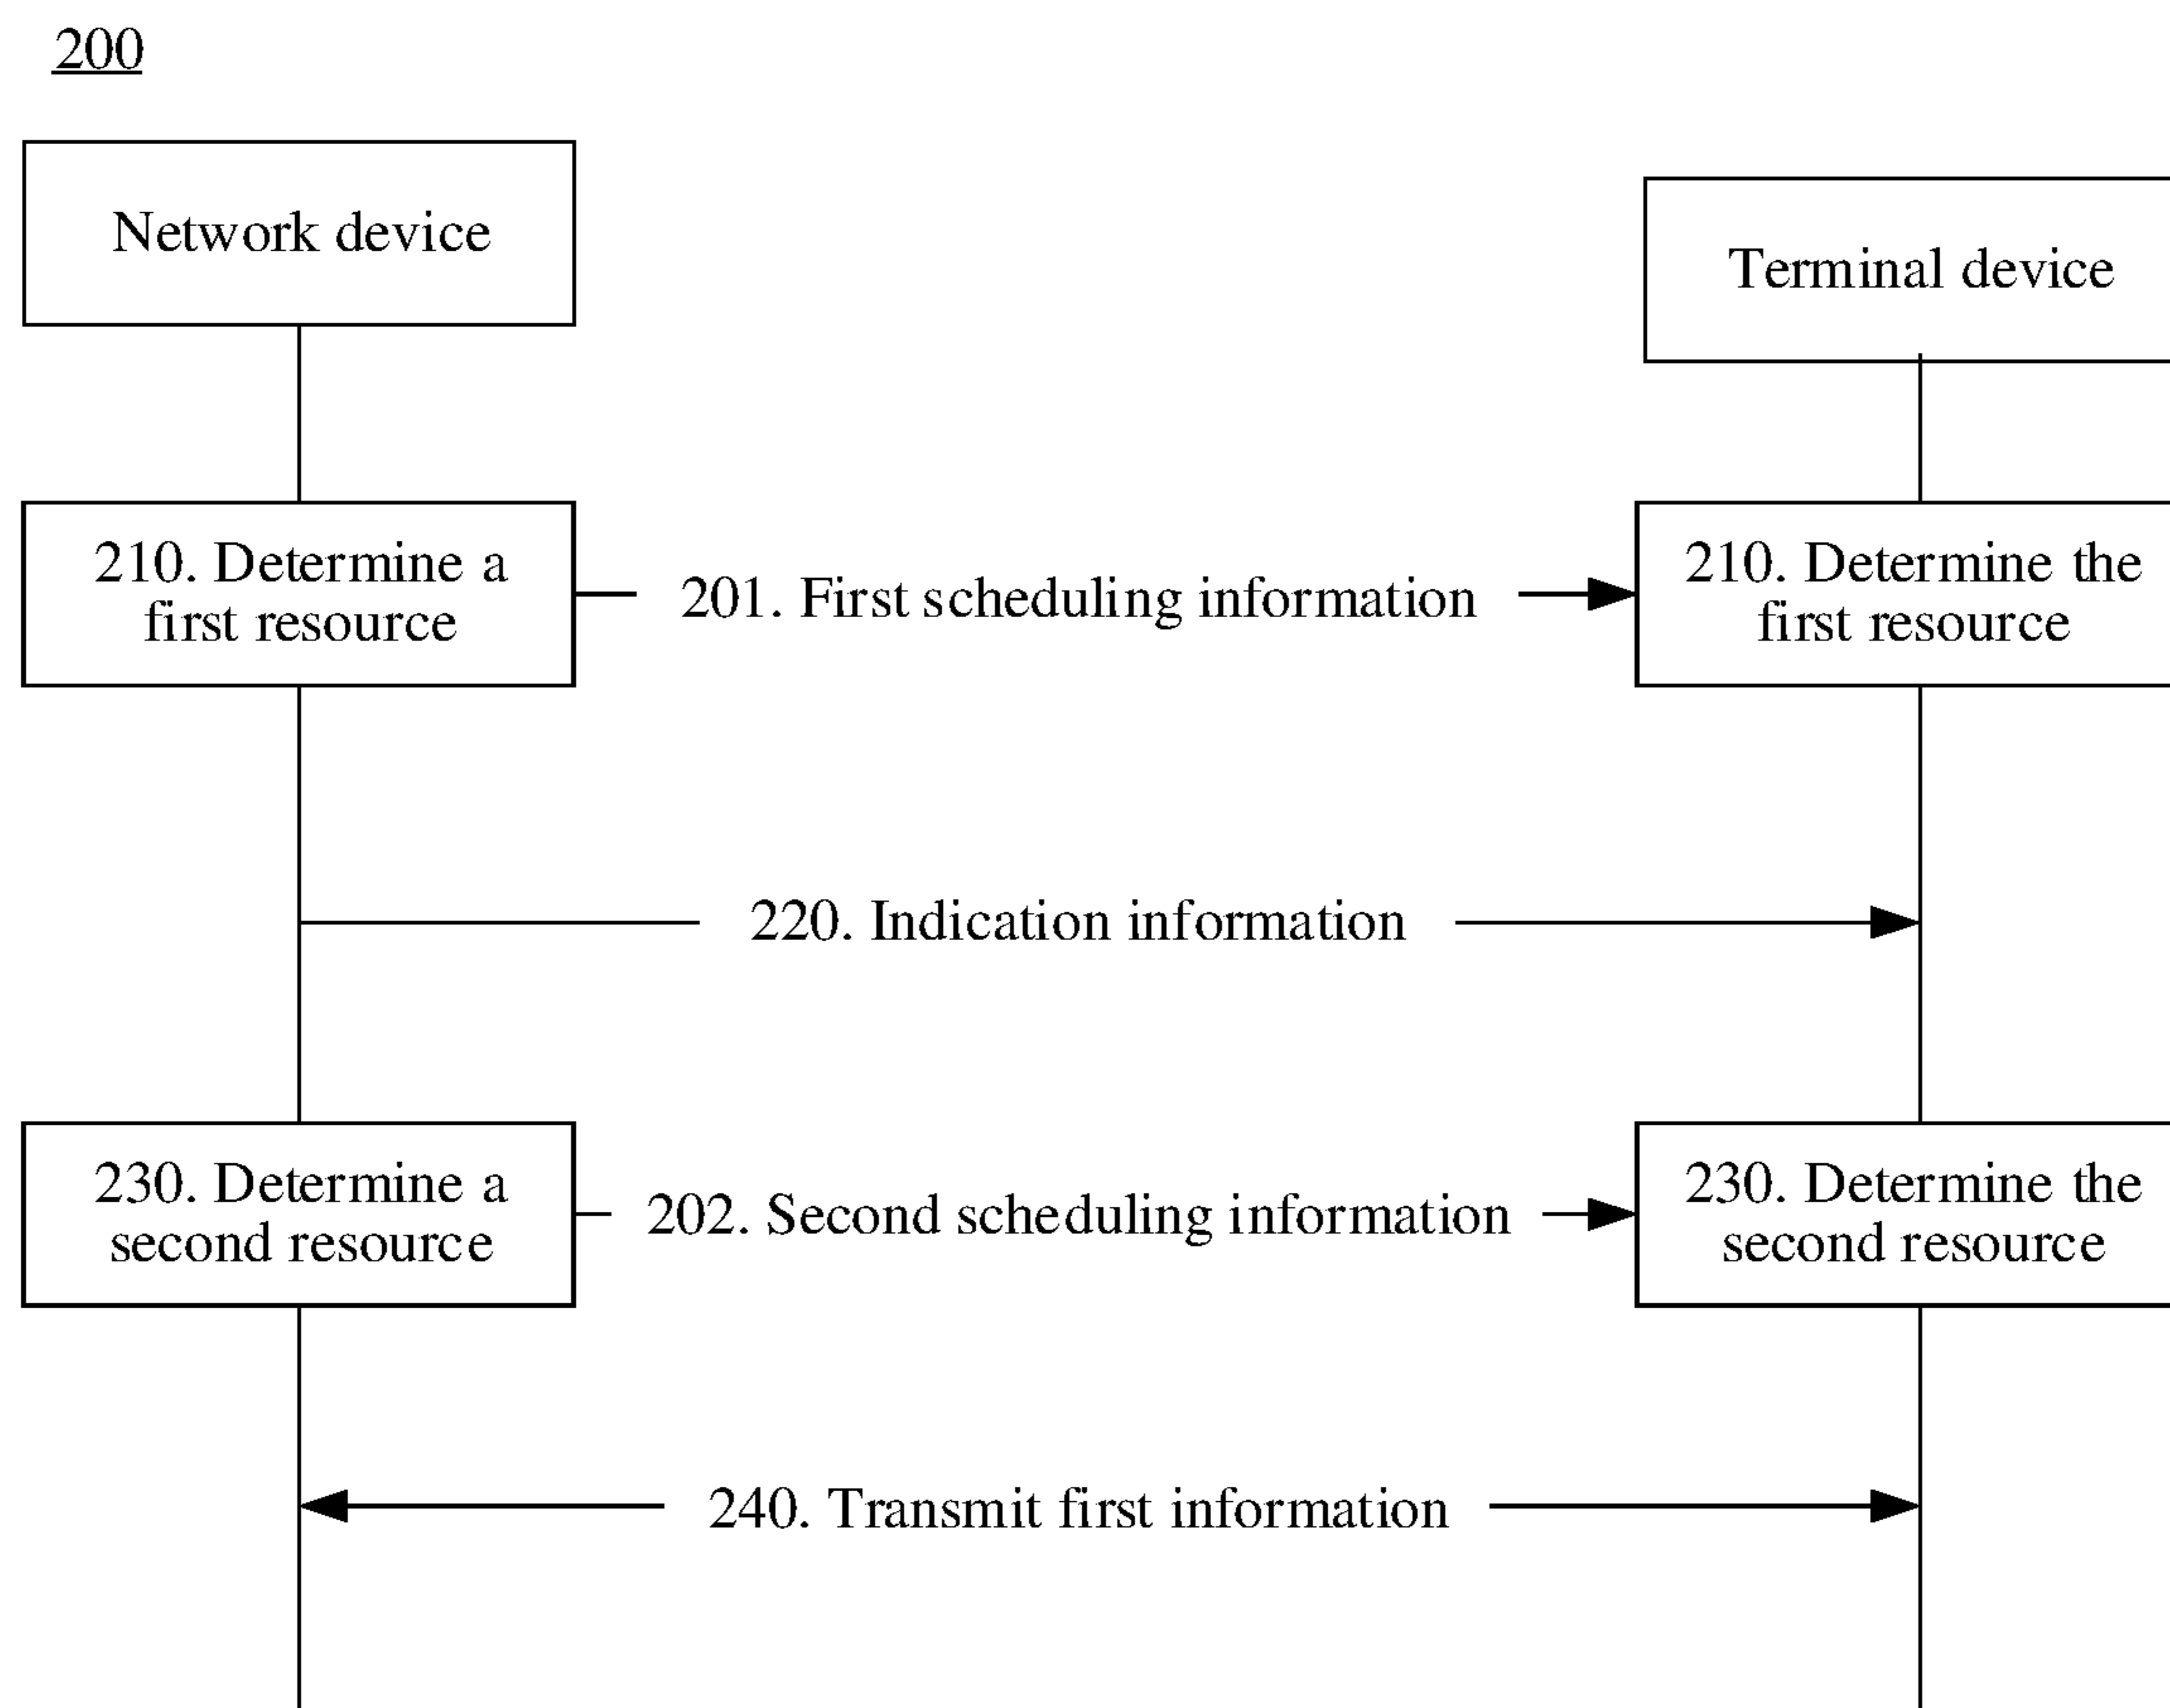 200
Network device
Terminal device
210. Determine a
first resource
201. First scheduling information
210. Determine the
first resource
220. Indication information
230. Determine a
second resource
202. Second scheduling information
230. Determine the
second resource
240. Transmit first information